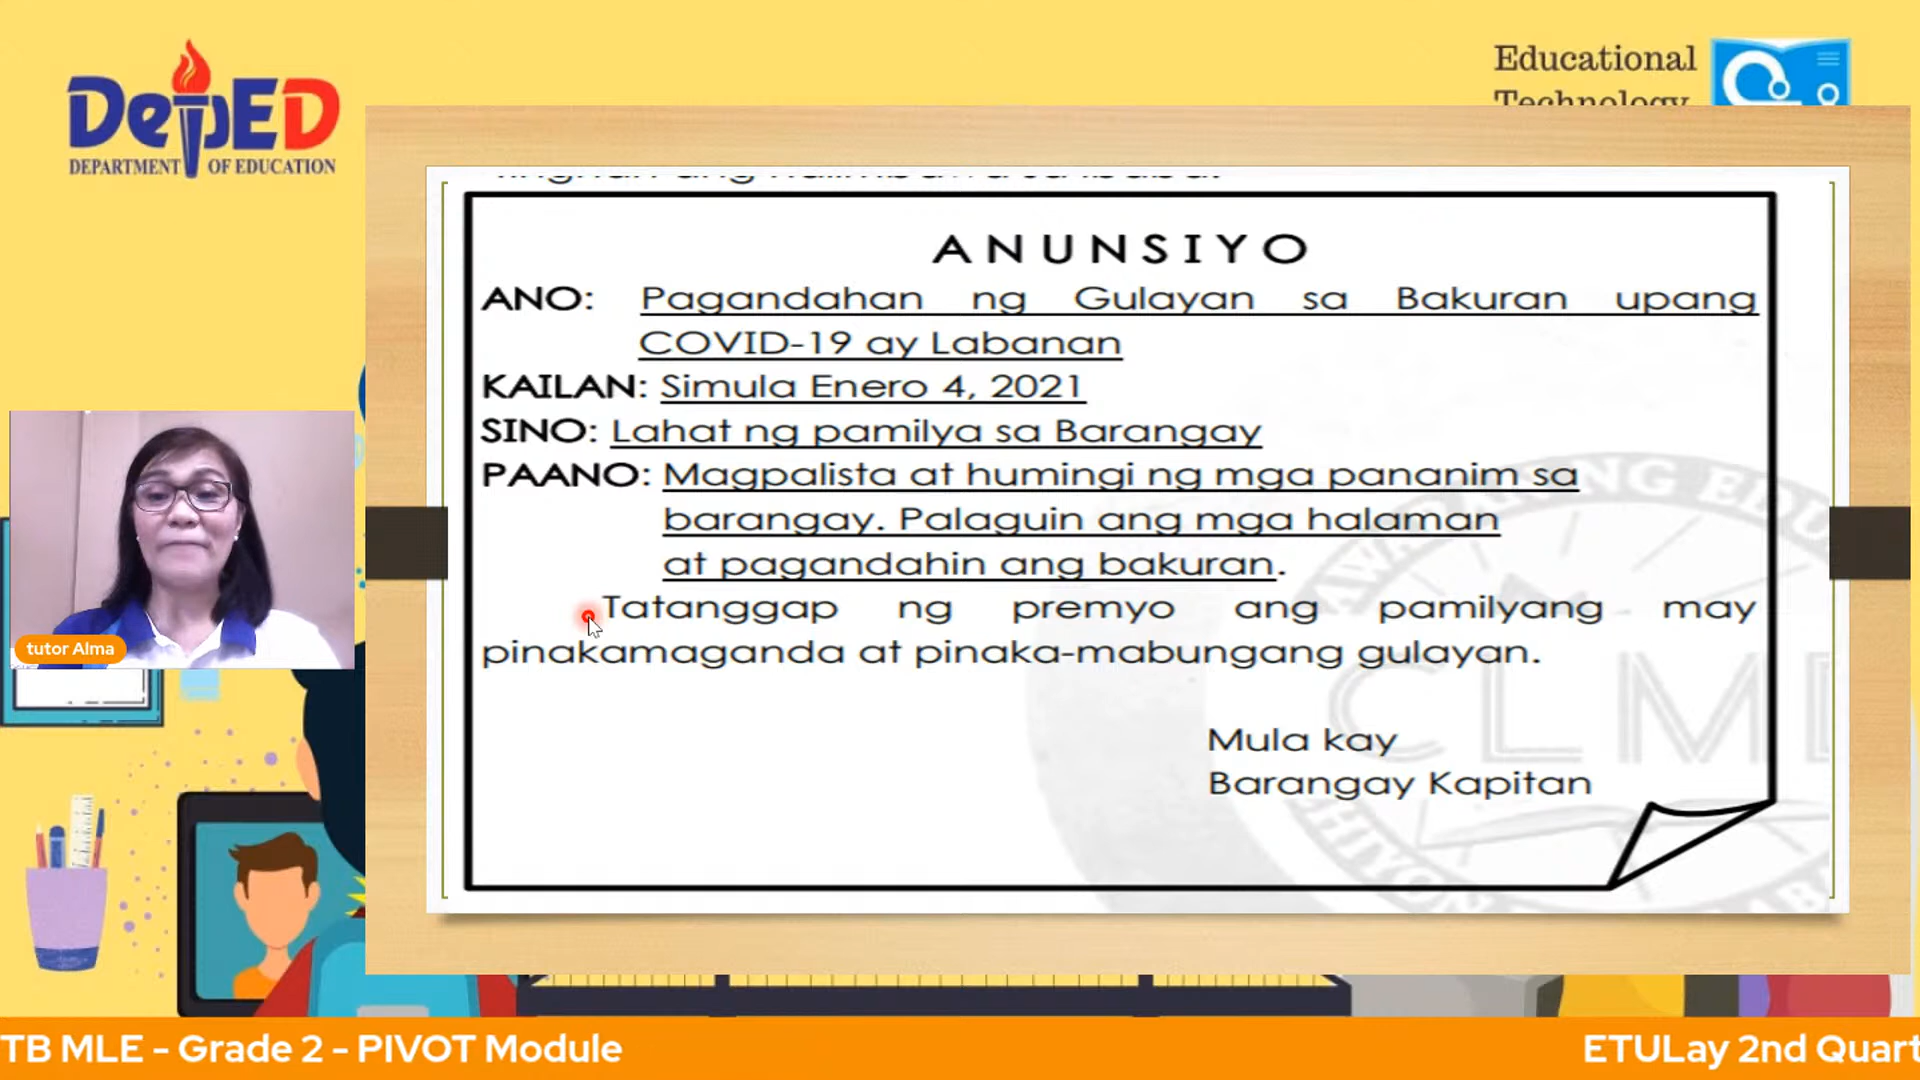 DepED
DEPARTMENT OF EDUCATION
Educational
Technology
ANUNSIYO
ANO: Pagandahan ng Gulayan sa Bakuran upang
COVID-19 ay Labanan
KAILAN: Simula Enero 4, 2021
SINO: Lahat ng pamilya sa Barangay
PAANO: Magpalista at humingi ng mga pananim sa
barangay. Palaguin ang mga halaman
at pagandahin ang bakuran.
Tatanggap ng premyo ang pamilyang may
pinakamaganda at pinaka-mabungang gulayan.
Mula kay
Barangay Kapitan
CLMD
tutor Alma
TB MLE - Grade 2 - PIVOT Module
ETULay 2nd Quart